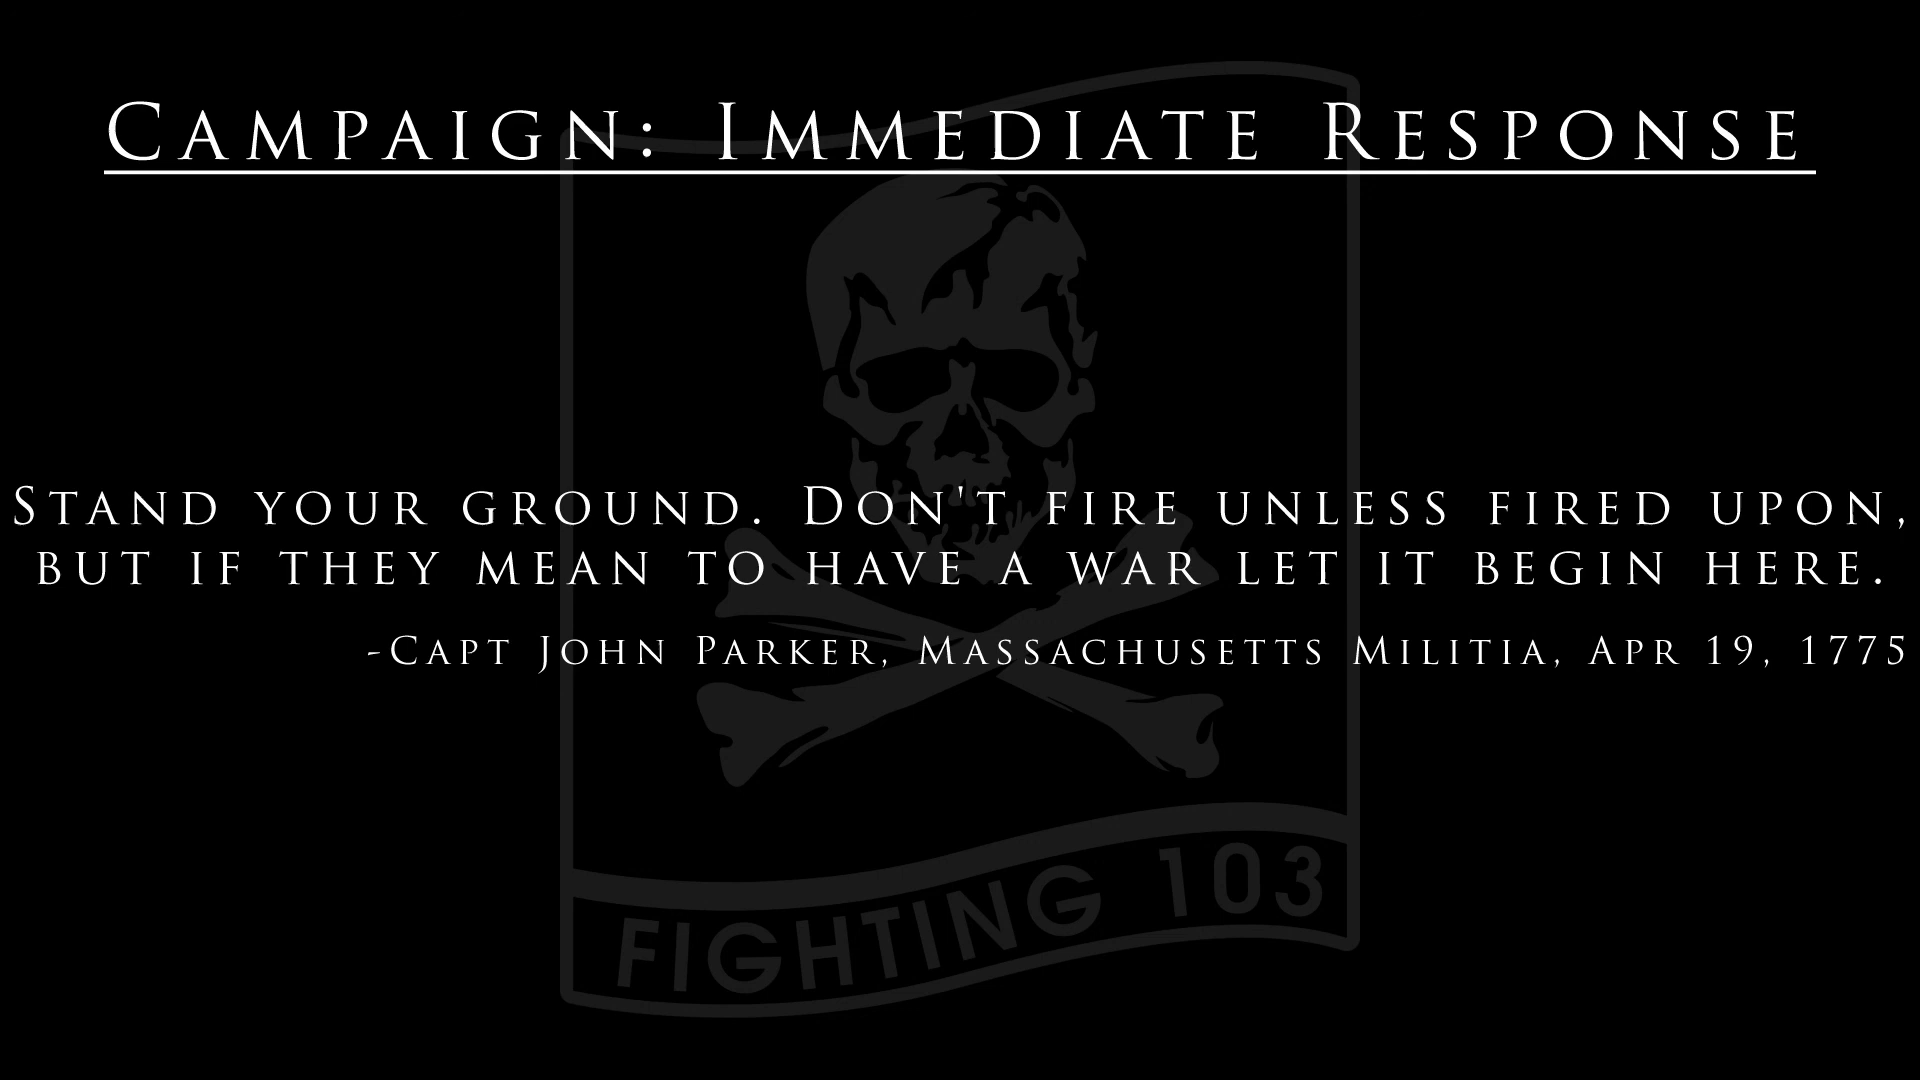 Campaign: Immediate Response
Stand your ground. Don't fire unless fired upon,
but if they mean to have a war let it begin here.
-Capt John Parker, Massachusetts Militia, Apr 19, 1775
FIGHTING 103